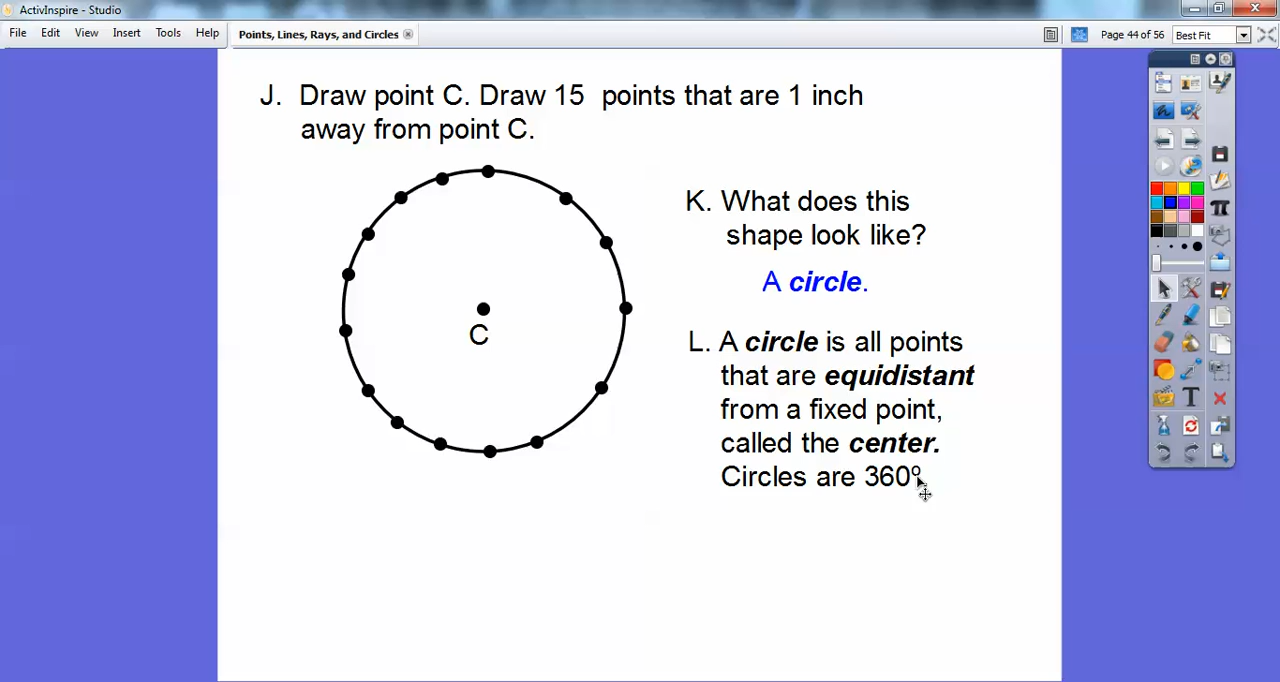 ActivInspire - Studio
File Edit View Insert Tools Help
Points, Lines, Rays, and Circles
Page 44 of 56
Best Fit
J. Draw point C. Draw 15 points that are 1 inch
away from point C.
C
K. What does this
shape look like?
A circle.
L. A circle is all points
that are equidistant
from a fixed point,
called the center.
Circles are 360º